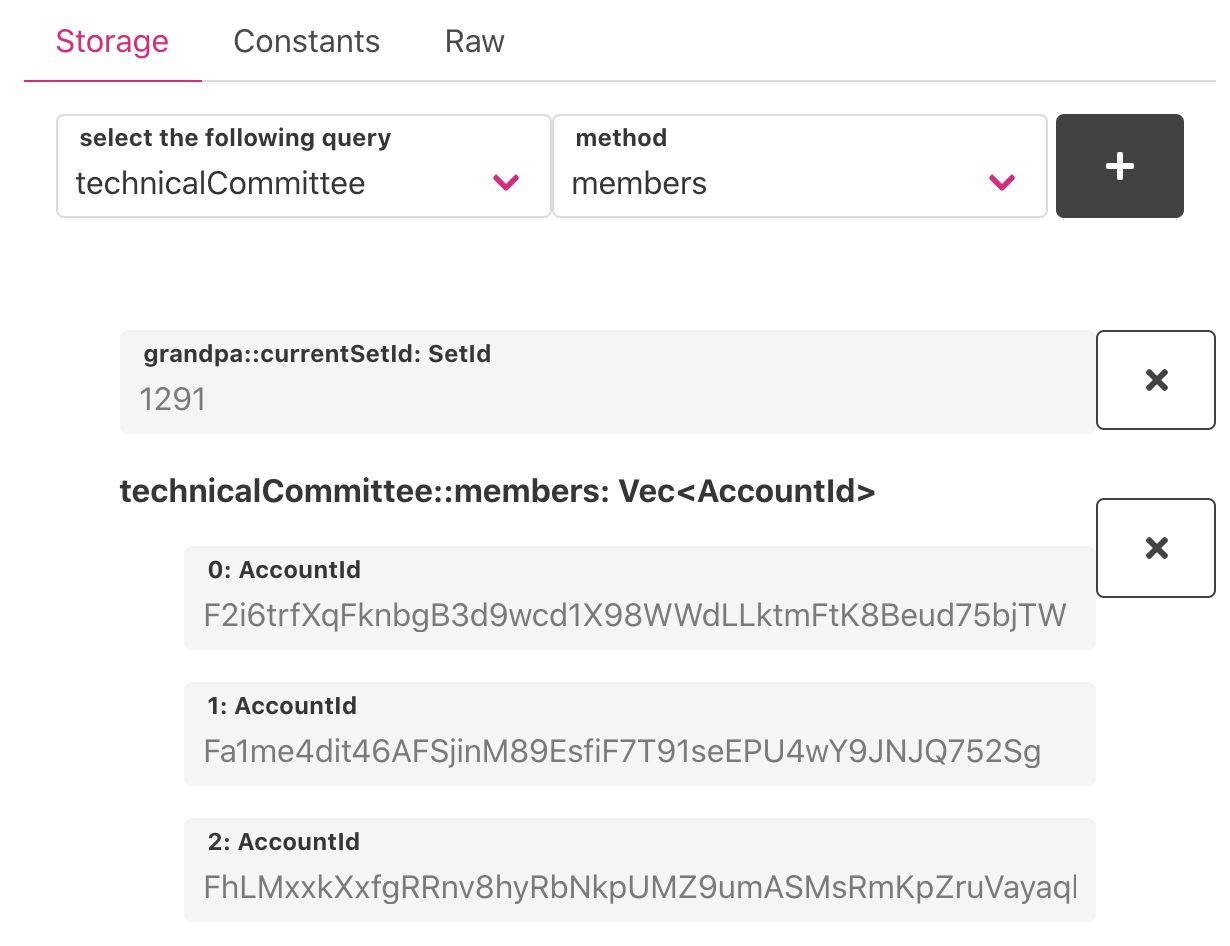 Storage Constants Raw
select the following query method
technicalCommittee members
grandpa::currentSetId: SetId
1291
technicalCommittee::members: Vec<AccountId>
0: AccountId
F2i6trfXqFknbgB3d9wcd1X98WWdLLktmFtK8Beud75bjTW
1: AccountId
Fa1me4dit46AFSjinM89EsfiF7T91seEPU4wY9JNJQ752Sg
2: AccountId
FhLMxxkXxfgRRnv8hyRbNkpUMZ9umASMsRmKpZruVayaql